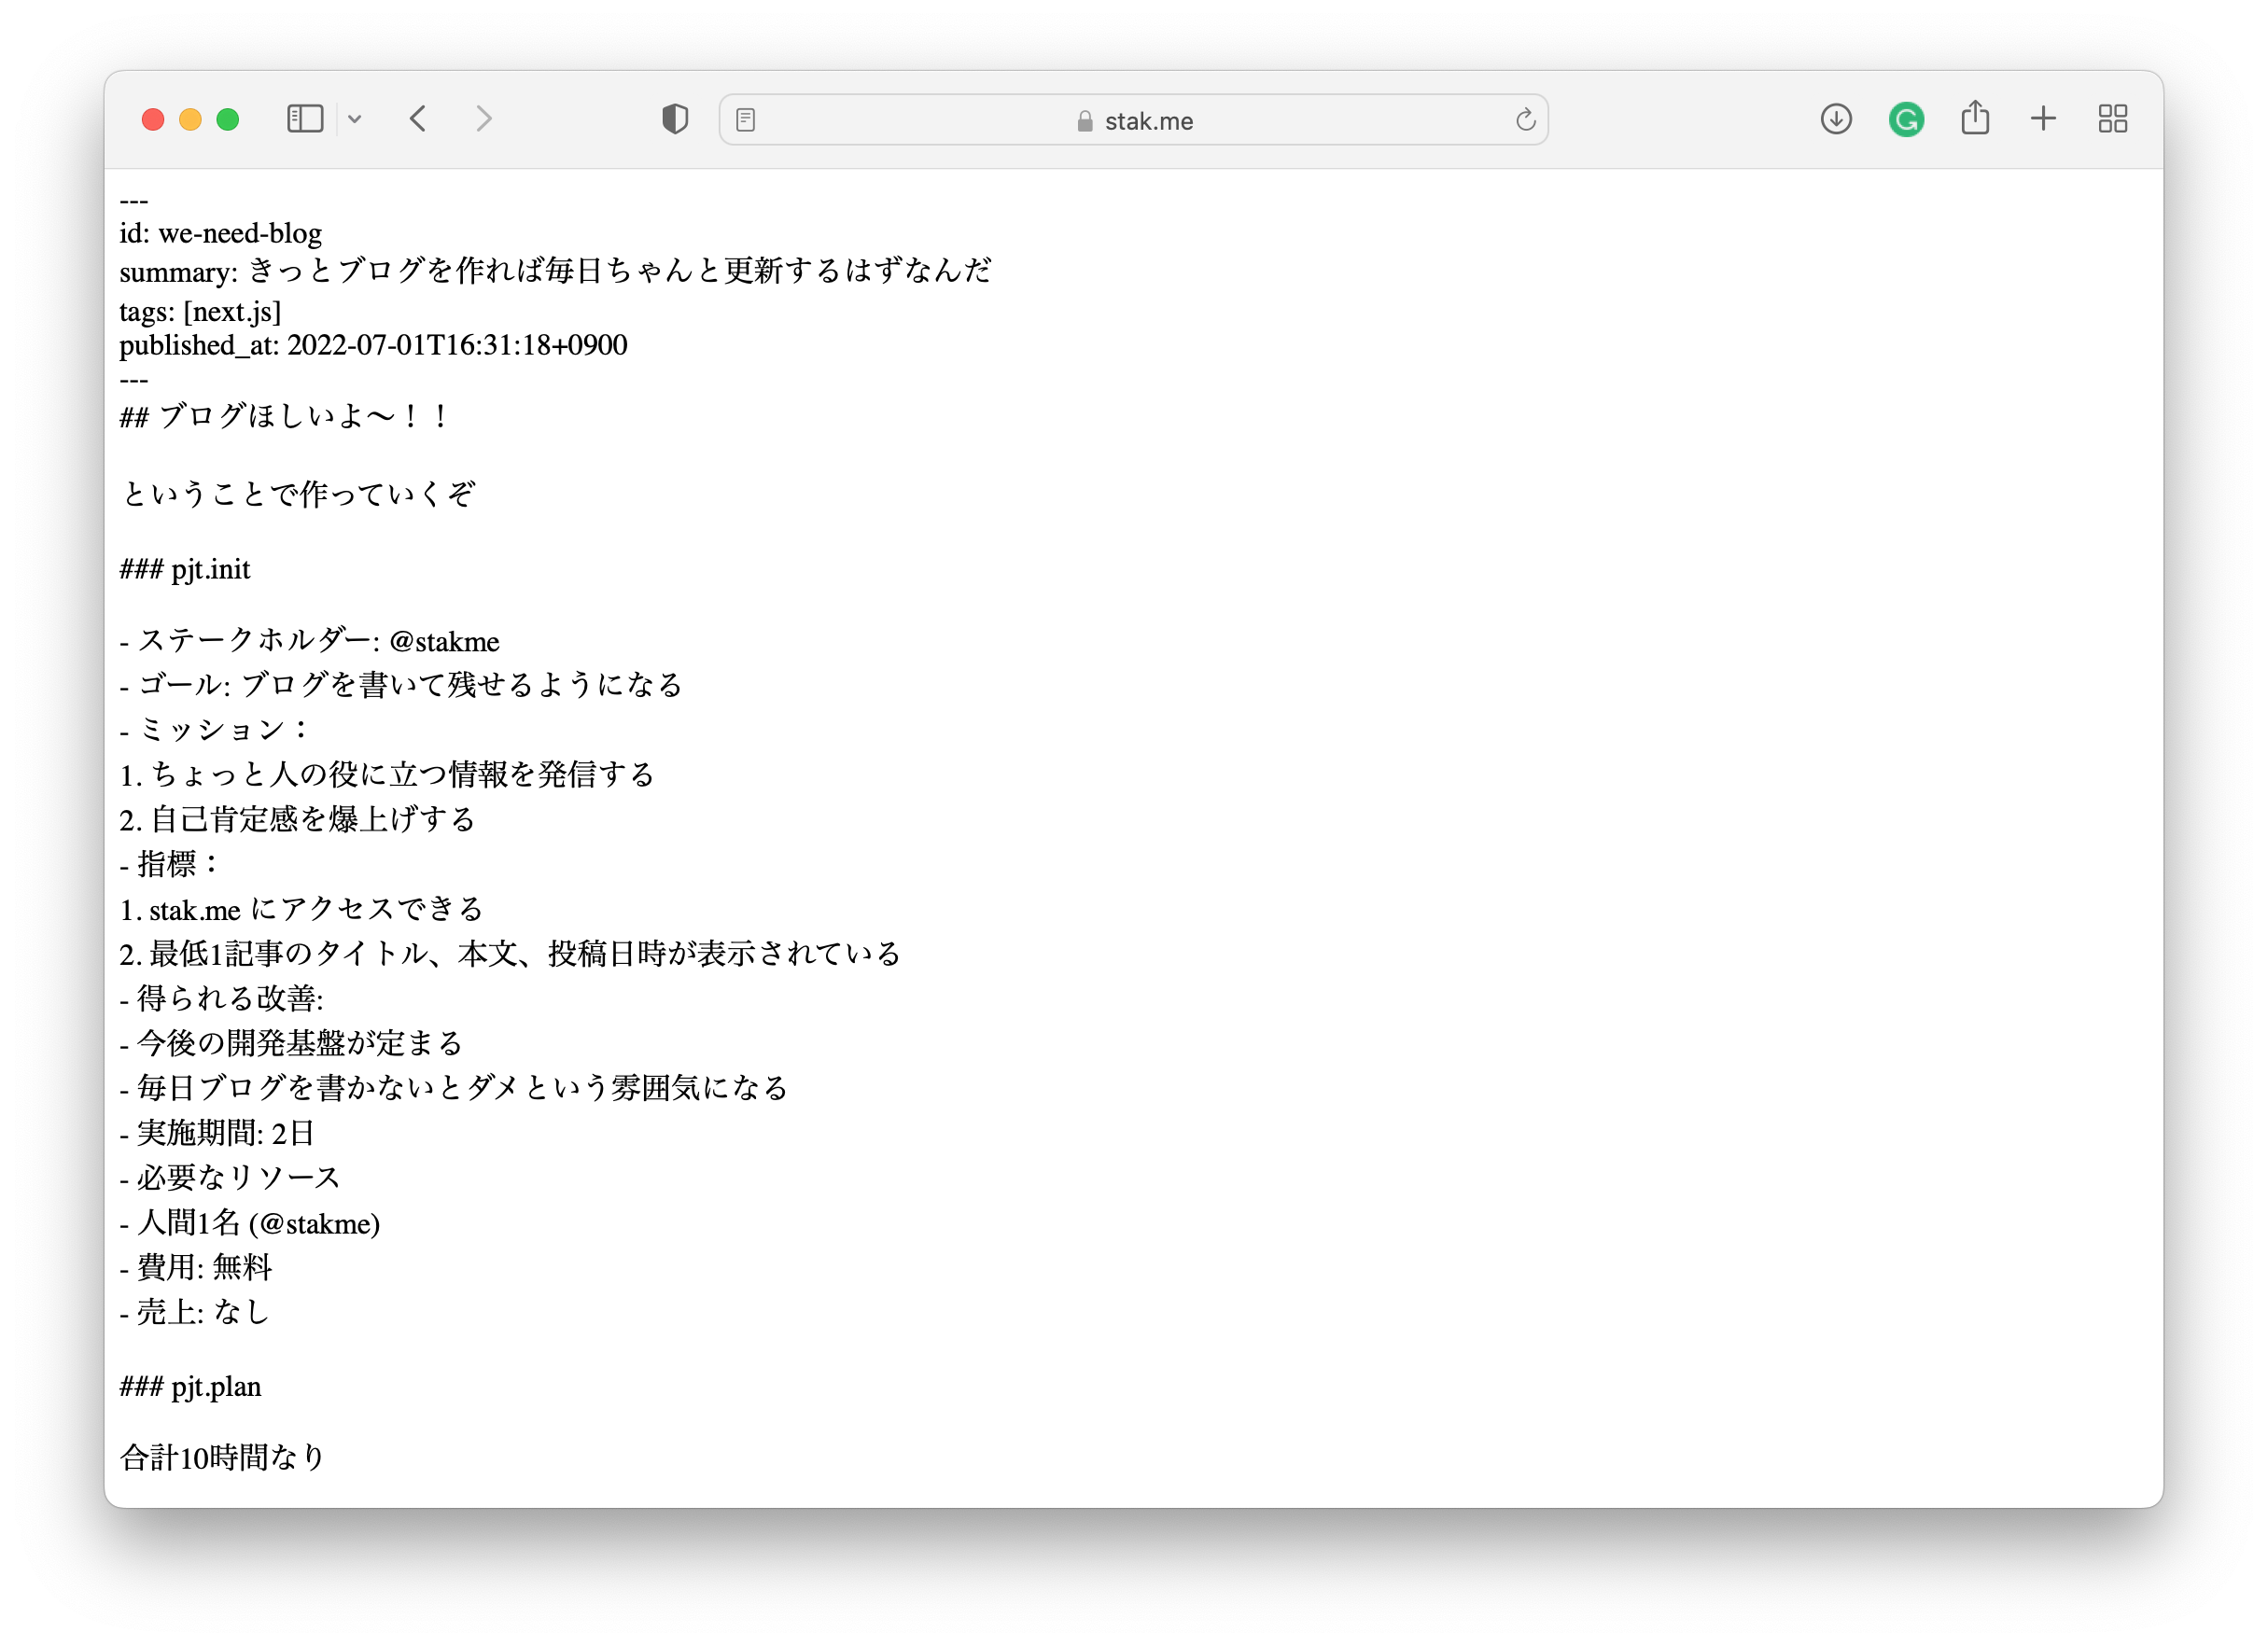 stak.me
---
id: we-need-blog
summary: きっとブログを作れば毎日ちゃんと更新するはずなんだ
tags: [next.js]
published_at: 2022-07-01T16:31:18+0900
---
## ブログほしいよ〜！！
ということで作っていくぞ
### pjt.init
- ステークホルダー: @stakme
- ゴール: ブログを書いて残せるようになる
- ミッション：
1. ちょっと人の役に立つ情報を発信する
2. 自己肯定感を爆上げする
- 指標：
1. stak.me にアクセスできる
2. 最低1記事のタイトル、本文、投稿日時が表示されている
- 得られる改善:
- 今後の開発基盤が定まる
- 毎日ブログを書かないとダメという雰囲気になる
- 実施期間: 2日
- 必要なリソース
- 人間1名 (@stakme)
- 費用: 無料
- 売上: なし
### pjt.plan
合計10時間なり